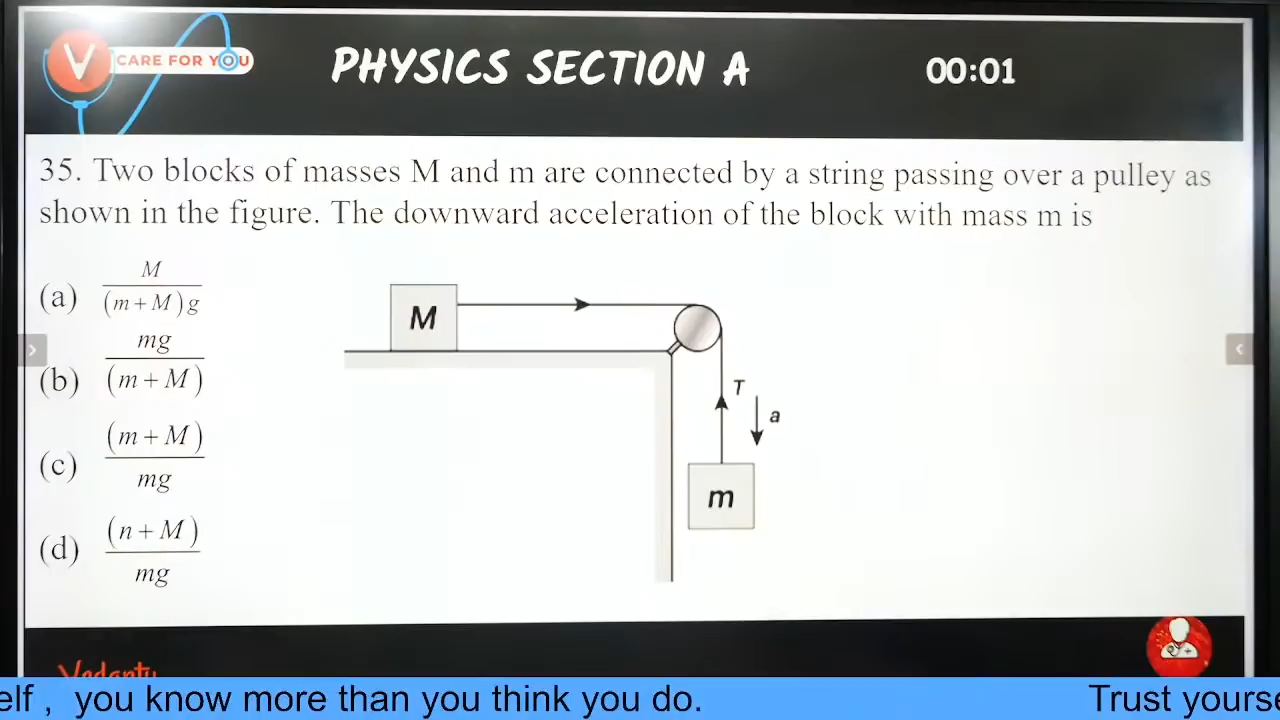 V CARE FOR YOU
PHYSICS SECTION A
00:01
35. Two blocks of masses M and m are connected by a string passing over a pulley as
shown in the figure. The downward acceleration of the block with mass m is
(a) M / (m + M) g
(b) mg / (m + M)
(c) (m + M) / mg
(d) (n + M) / mg
M
T
a
m
Vedantu
elf , you know more than you think you do. Trust yourse